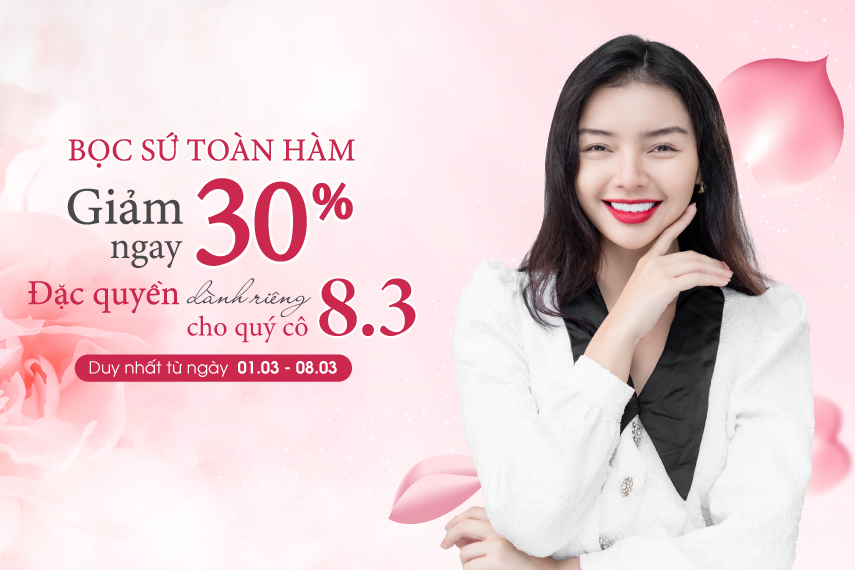 BỌC SỨ TOÀN HÀM
Giảm 30%
ngay
Đặc quyền dành riêng 8.3
cho quý cô
Duy nhất từ ngày 01.03 - 08.03